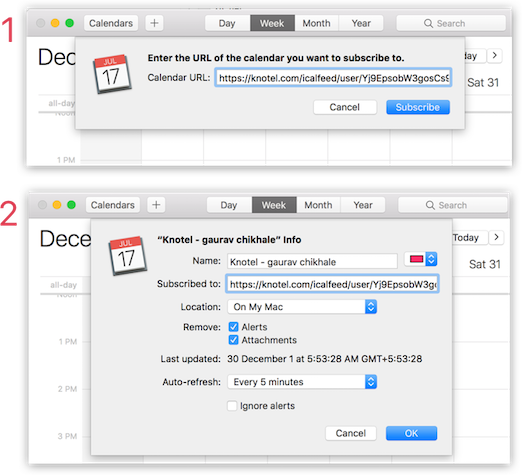 1
Calendars + Day Week Month Year Search
Enter the URL of the calendar you want to subscribe to.
JUL
17
Calendar URL: https://knotel.com/icalfeed/user/Yj9EpsobW3gosCs
Cancel Subscribe
Dec
day >
Sat 31
all-day
Noon
1 PM
2
Calendars + Day Week Month Year Search
Dece
Today >
Sat 31
all-day
Noon
1 PM
2 PM
3 PM
JUL
17
“Knotel - gaurav chikhale” Info
Name: Knotel - gaurav chikhale
Subscribed to: https://knotel.com/icalfeed/user/Yj9EpsobW3g
Location: On My Mac
Remove: Alerts
Attachments
Last updated: 30 December 1 at 5:53:28 AM GMT+5:53:28
Auto-refresh: Every 5 minutes
Ignore alerts
Cancel OK